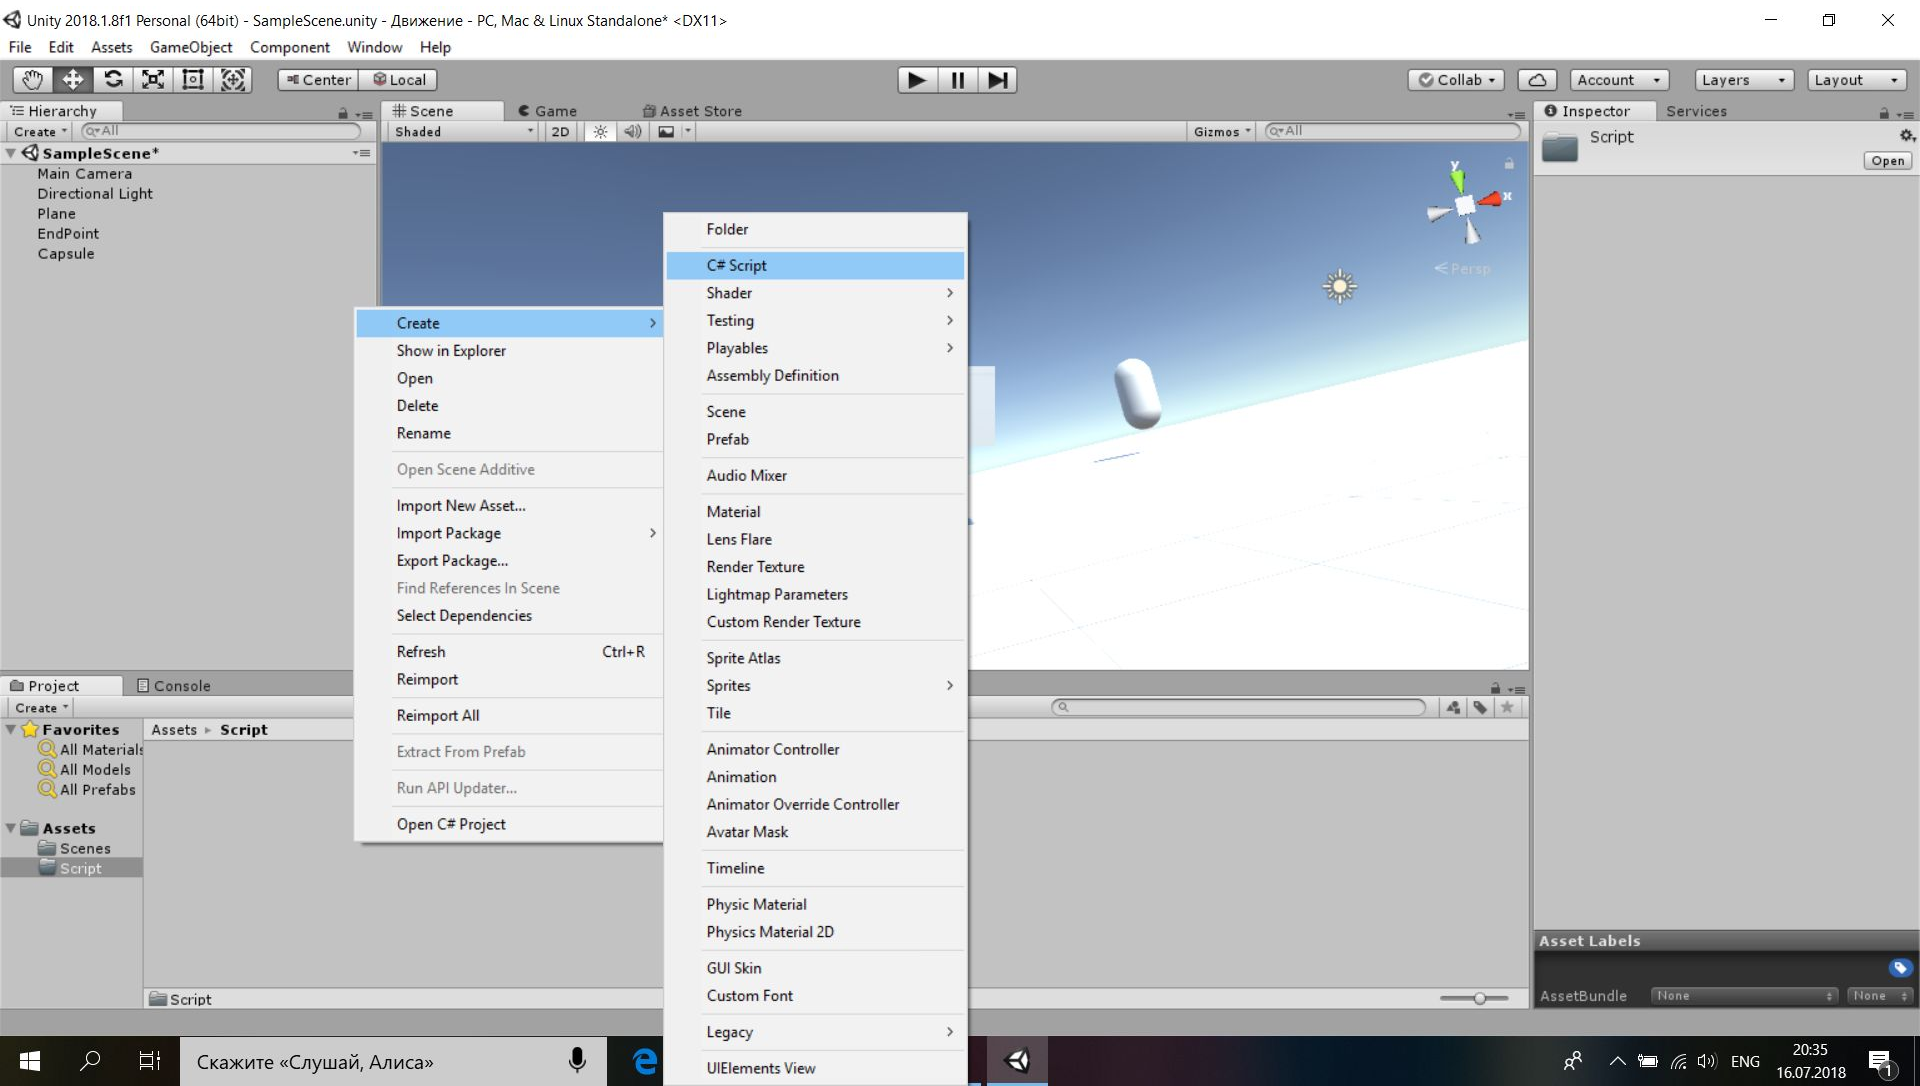 Unity 2018.1.8f1 Personal (64bit) - SampleScene.unity - Движение - PC, Mac & Linux Standalone* <DX11>
File Edit Assets GameObject Component Window Help
Center Local Collab Account Layers Layout
Hierarchy
Create All
SampleScene*
Main Camera
Directional Light
Plane
EndPoint
Capsule
Scene Game Asset Store
Shaded 2D Gizmos All
y
x
Persp
Inspector Services
Script
Open
Create
Show in Explorer
Open
Delete
Rename
Open Scene Additive
Import New Asset...
Import Package
Export Package...
Find References In Scene
Select Dependencies
Refresh Ctrl+R
Reimport
Reimport All
Extract From Prefab
Run API Updater...
Open C# Project
Folder
C# Script
Shader
Testing
Playables
Assembly Definition
Scene
Prefab
Audio Mixer
Material
Lens Flare
Render Texture
Lightmap Parameters
Custom Render Texture
Sprite Atlas
Sprites
Tile
Animator Controller
Animation
Animator Override Controller
Avatar Mask
Timeline
Physic Material
Physics Material 2D
GUI Skin
Custom Font
Legacy
UIElements View
Project Console
Create
Favorites
All Materials
All Models
All Prefabs
Assets
Scenes
Script
Assets Script
Script
Asset Labels
AssetBundle None None
Скажите «Слушай, Алиса»
ENG
20:35
16.07.2018
1